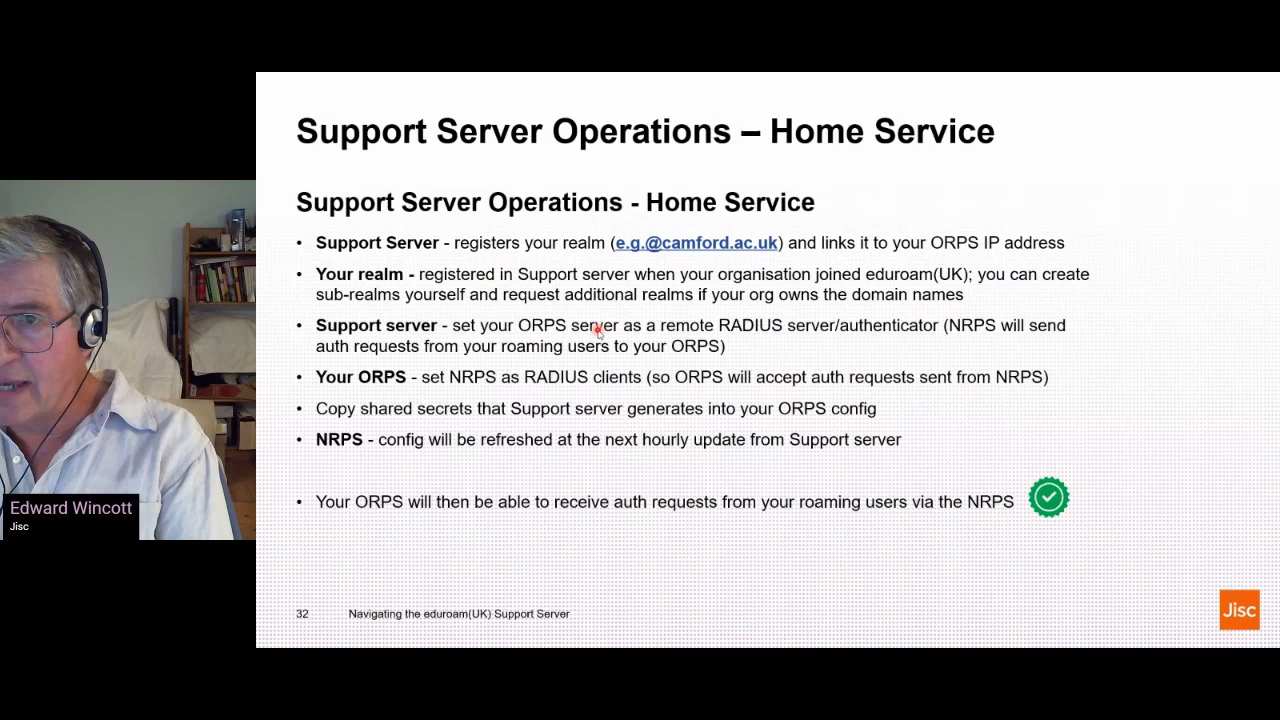 Support Server Operations – Home Service
Support Server Operations - Home Service
• Support Server - registers your realm (e.g.@camford.ac.uk) and links it to your ORPS IP address
• Your realm - registered in Support server when your organisation joined eduroam(UK); you can create
sub-realms yourself and request additional realms if your org owns the domain names
• Support server - set your ORPS server as a remote RADIUS server/authenticator (NRPS will send
auth requests from your roaming users to your ORPS)
• Your ORPS - set NRPS as RADIUS clients (so ORPS will accept auth requests sent from NRPS)
• Copy shared secrets that Support server generates into your ORPS config
• NRPS - config will be refreshed at the next hourly update from Support server
• Your ORPS will then be able to receive auth requests from your roaming users via the NRPS
Edward Wincott
Jisc
32 Navigating the eduroam(UK) Support Server
Jisc